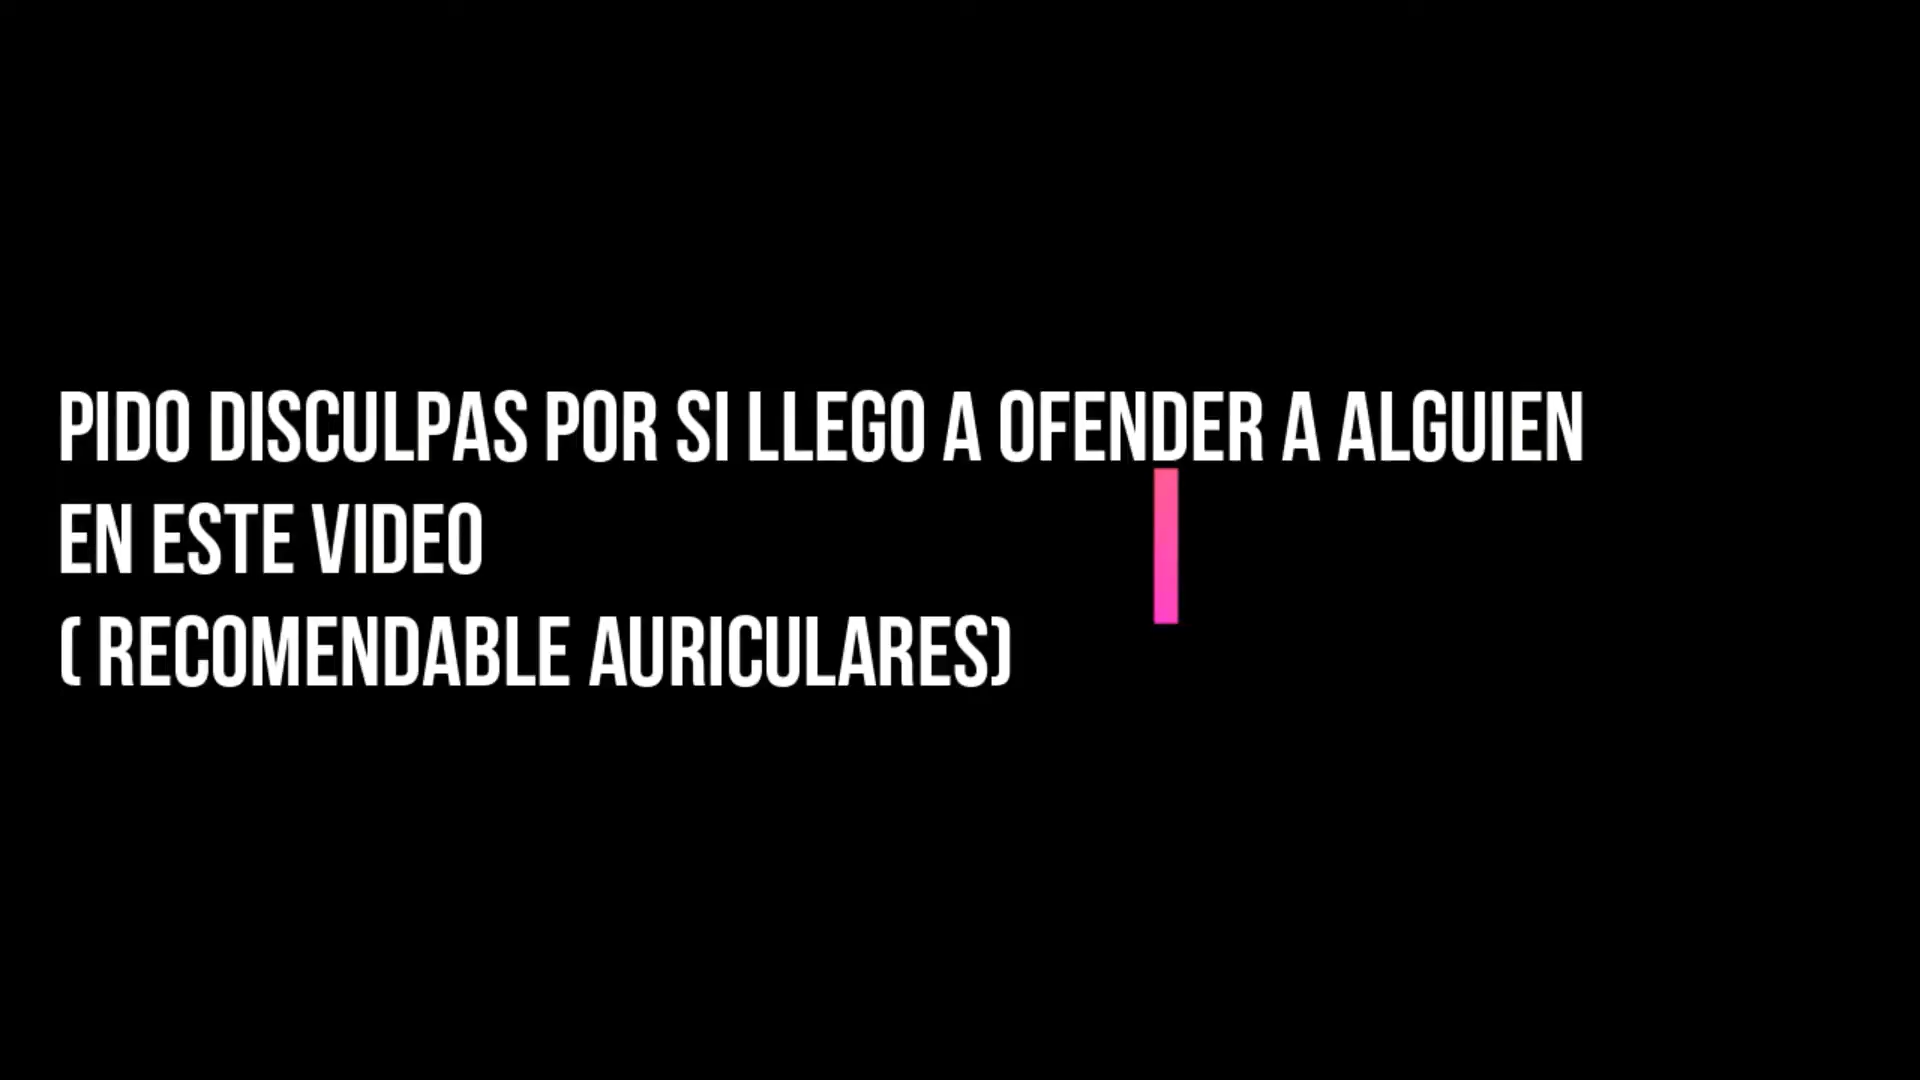 PIDO DISCULPAS POR SI LLEGO A OFENDER A ALGUIEN
EN ESTE VIDEO
( RECOMENDABLE AURICULARES)